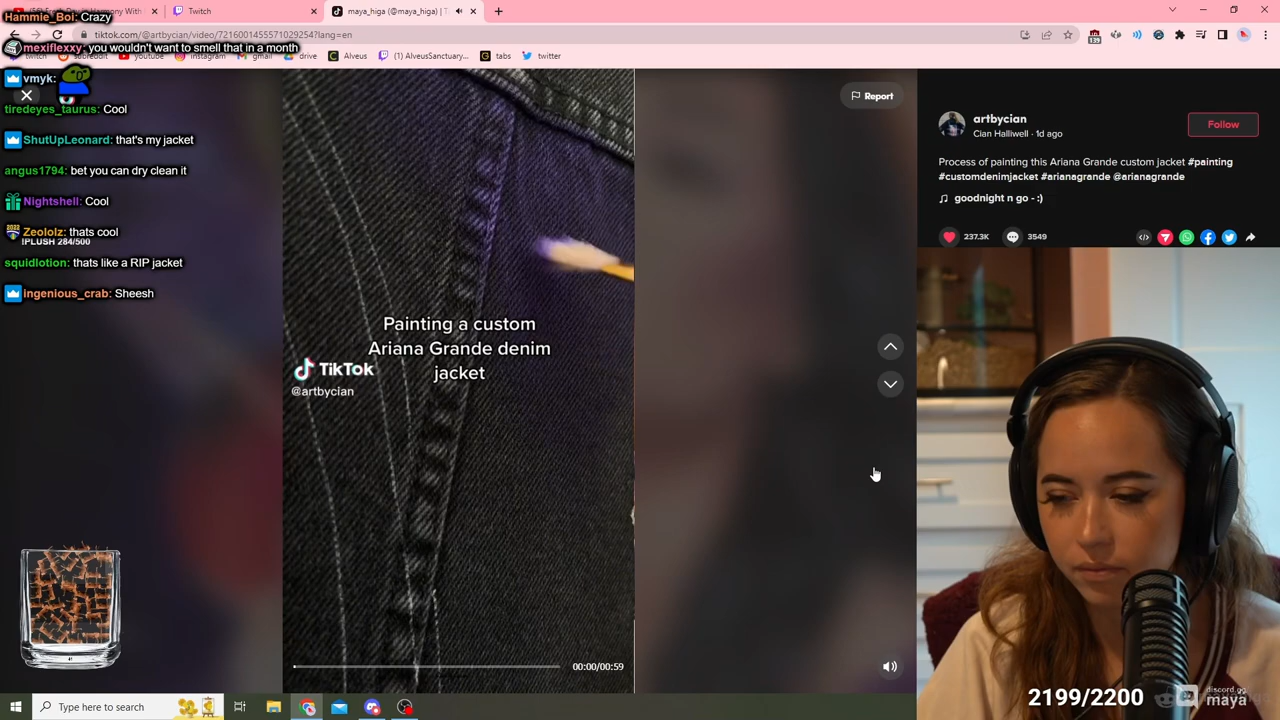 Hammie_Boi: Crazy
mexiflexxy: you wouldn't want to smell that in a month
vmyk:
tiredeyes_taurus: Cool
ShutUpLeonard: that's my jacket
angus1794: bet you can dry clean it
Nightshell: Cool
Zeololz: thats cool
!PLUSH 284/500
squidlotion: thats like a RIP jacket
ingenious_crab: Sheesh
Twitch
maya_higa (@maya_higa) | T
tiktok.com/@artbycian/video/7216001455571029254?lang=en
139
twitch
subreddit
youtube
instagram
gmail
drive
Alveus
(1) AlveusSanctuary...
tabs
twitter
Report
Painting a custom
Ariana Grande denim
jacket
TikTok
@artbycian
00:00/00:59
artbycian
Cian Halliwell · 1d ago
Follow
Process of painting this Ariana Grande custom jacket #painting
#customdenimjacket #arianagrande @arianagrande
goodnight n go - :)
237.3K
3549
2199/2200
discord.gg
maya
Type here to search